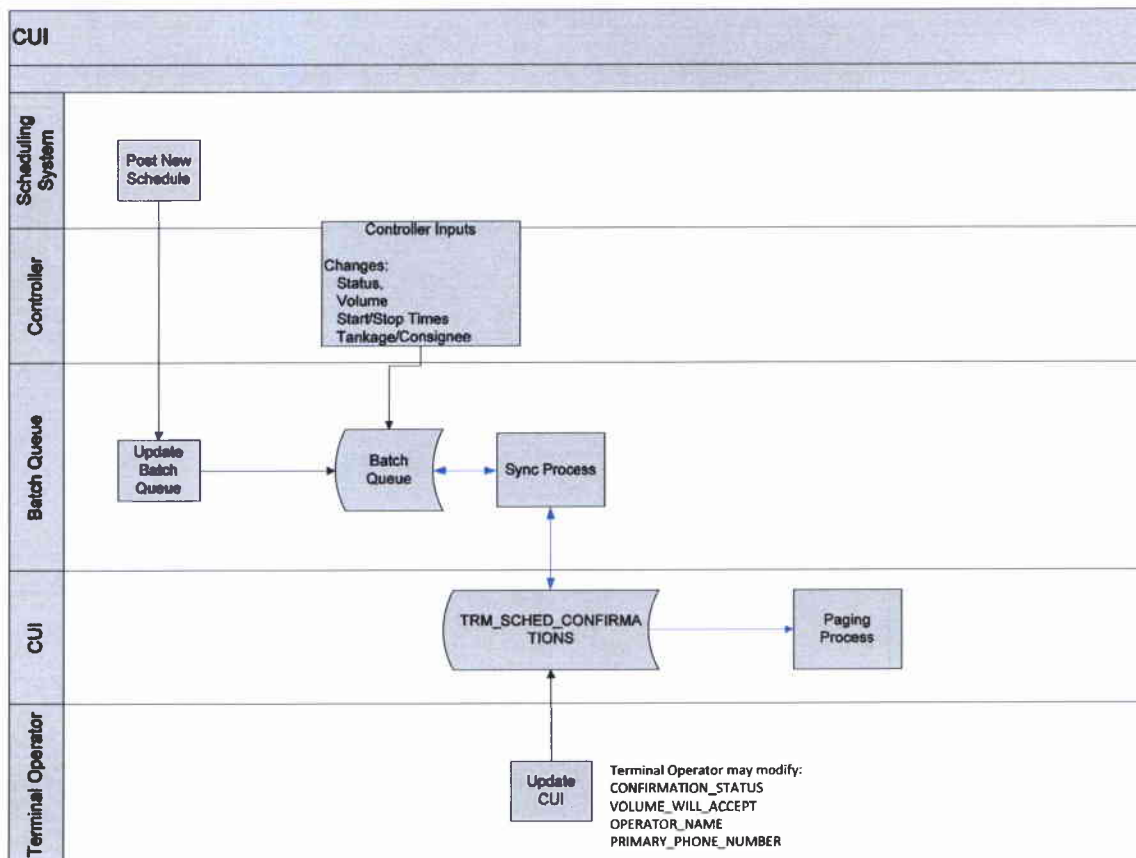 CUI
Scheduling
System
Post New
Schedule
Controller
Controller Inputs
Changes:
Status,
Volume
Start/Stop Times
Tankage/Consignee
Batch Queue
Update
Batch
Queue
Batch
Queue
Sync Process
CUI
TRM_SCHED_CONFIRMA
TIONS
Paging
Process
Terminal Operator
Update
CUI
Terminal Operator may modify:
CONFIRMATION_STATUS
VOLUME_WILL_ACCEPT
OPERATOR_NAME
PRIMARY_PHONE_NUMBER